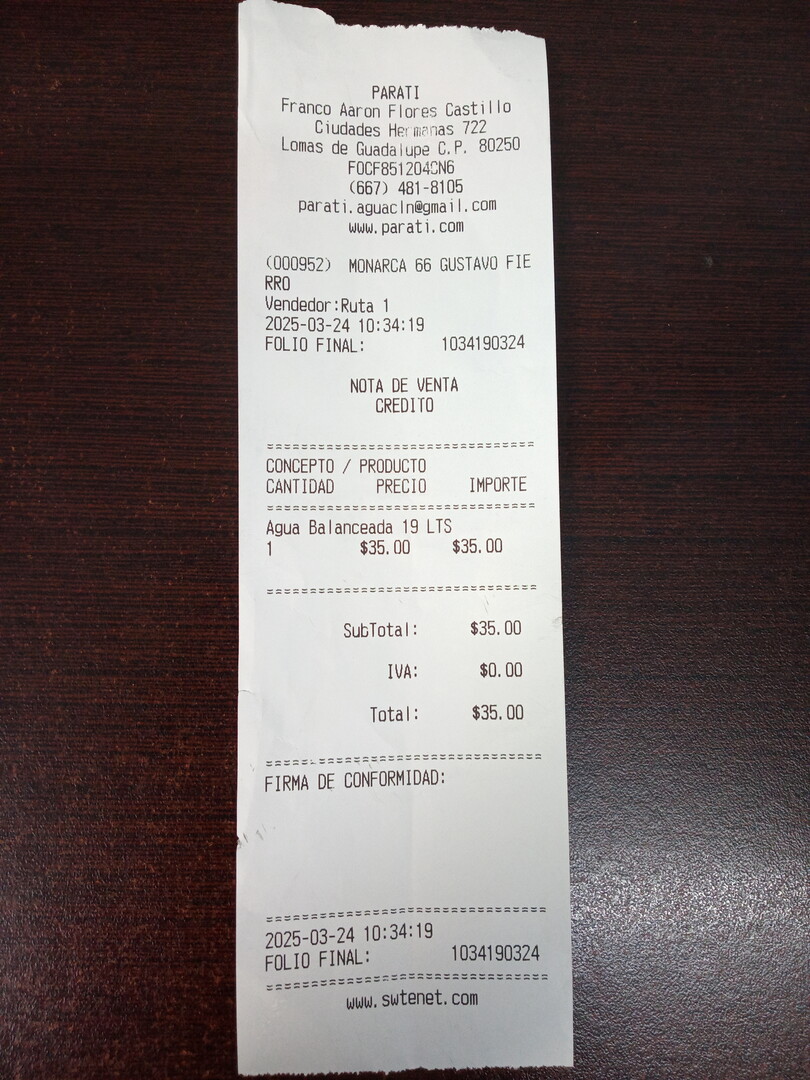 PARATI
Franco Aaron Flores Castillo
Ciudades Hermanas 722
Lomas de Guadalupe C.P. 80250
FOCF851204CN6
(667) 481-8105
parati.aguacln@gmail.com
www.parati.com
(000952) MONARCA 66 GUSTAVO FIE
RRO
Vendedor:Ruta 1
2025-03-24 10:34:19
FOLIO FINAL: 1034190324
NOTA DE VENTA
CREDITO
================================
CONCEPTO / PRODUCTO
CANTIDAD PRECIO IMPORTE
================================
Agua Balanceada 19 LTS
1 $35.00 $35.00
================================
SubTotal: $35.00
IVA: $0.00
Total: $35.00
================================
FIRMA DE CONFORMIDAD:
================================
2025-03-24 10:34:19
FOLIO FINAL: 1034190324
================================
www.swtenet.com